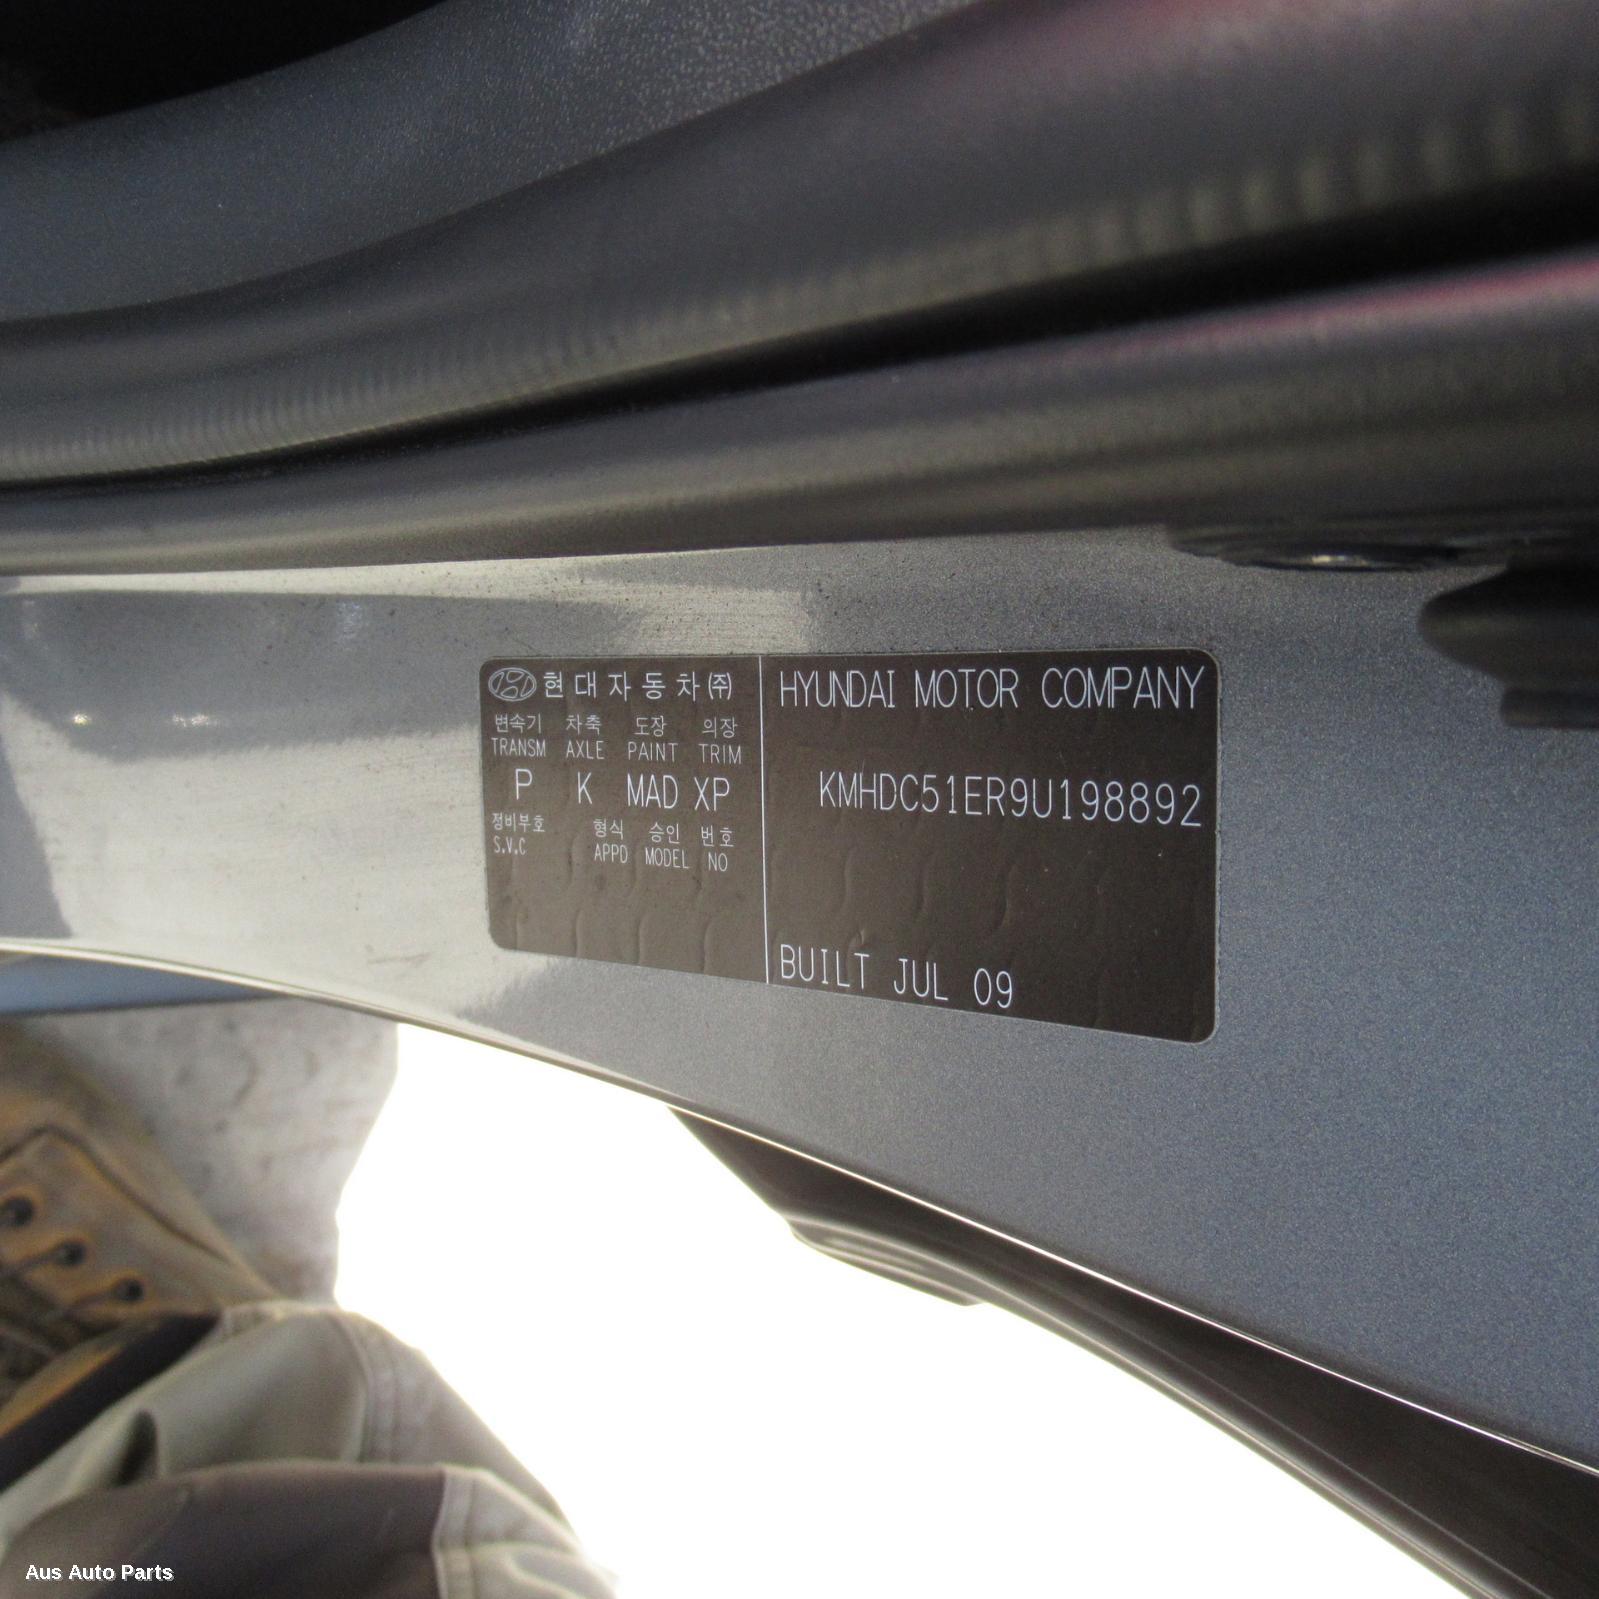 현대자동차(주)
변속기 차축 도장 의장
TRANSM AXLE PAINT TRIM
P K MAD XP
정비부호 형식 승인 번호
S.V.C APPD MODEL NO
HYUNDAI MOTOR COMPANY
KMHDC51ER9U198892
BUILT JUL 09
Aus Auto Parts